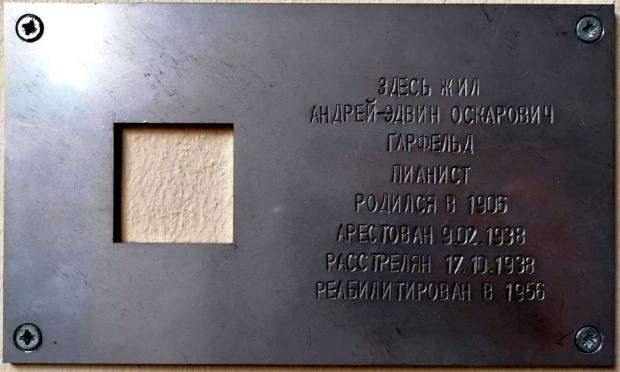 ЗДЕСЬ ЖИЛ
АНДРЕЙ-ЭДВИН ОСКАРОВИЧ
ГАРФЕЛЬД
ПИАНИСТ
РОДИЛСЯ В 1906
АРЕСТОВАН 9.02.1938
РАССТРЕЛЯН 17.10.1938
РЕАБИЛИТИРОВАН В 1956